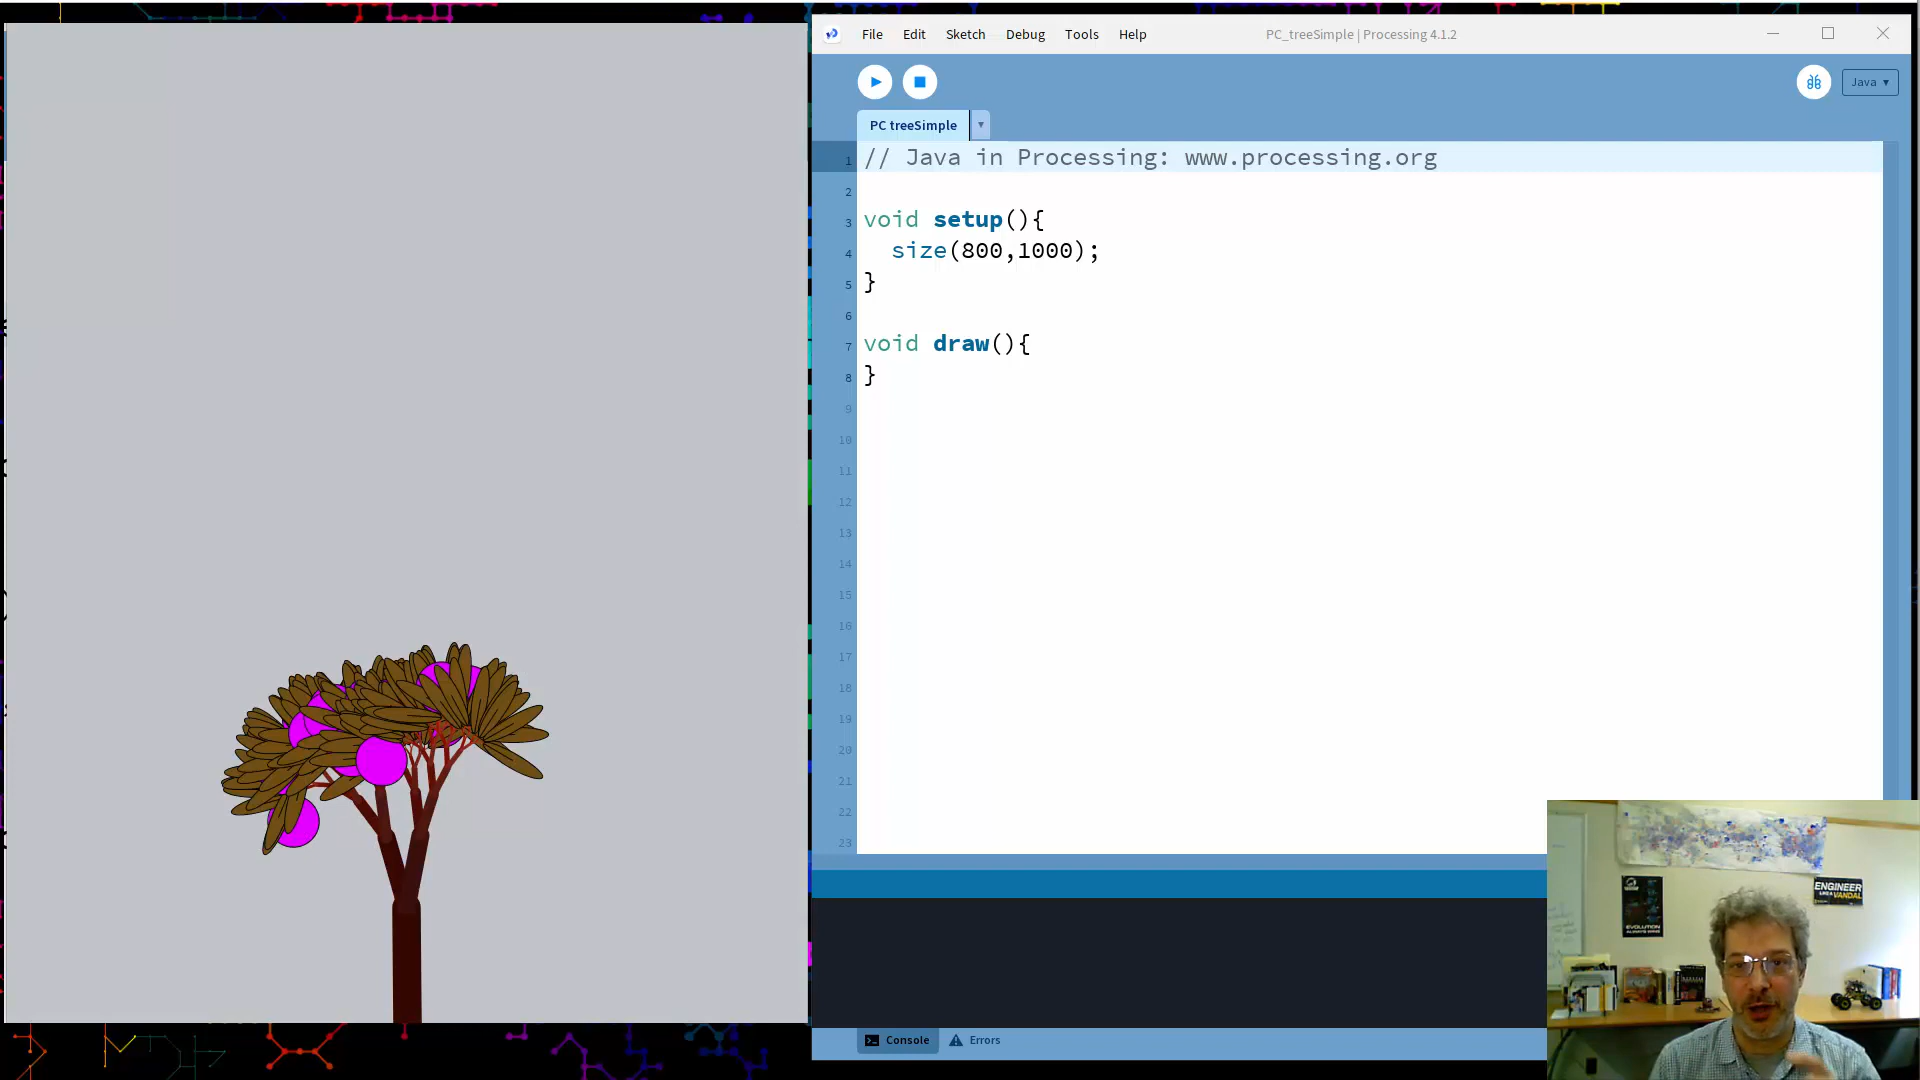 File Edit Sketch Debug Tools Help
PC_treeSimple | Processing 4.1.2
Java ▾
PC treeSimple ▾
1 // Java in Processing: www.processing.org
2
3 void setup(){
4 size(800,1000);
5 }
6
7 void draw(){
8 }
9
10
11
12
13
14
15
16
17
18
19
20
21
22
23
ENGINEER
LIKE A VANDAL
EVOLUTION
Console Errors